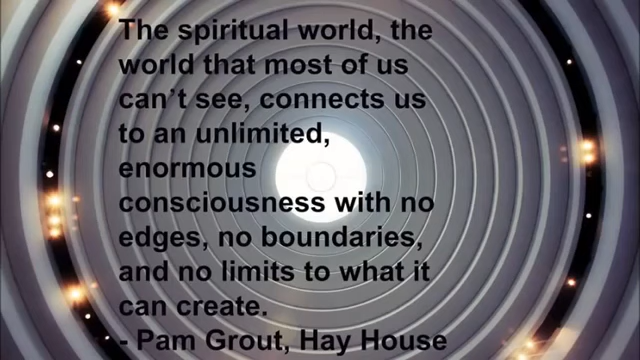 The spiritual world, the
world that most of us
can't see, connects us
to an unlimited,
enormous
consciousness with no
edges, no boundaries,
and no limits to what it
can create.
- Pam Grout, Hay House